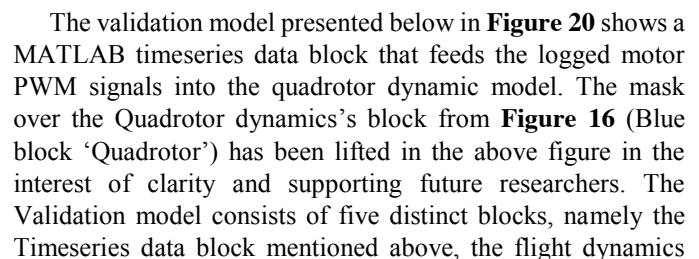 The validation model presented below in Figure 20 shows a
MATLAB timeseries data block that feeds the logged motor
PWM signals into the quadrotor dynamic model. The mask
over the Quadrotor dynamics's block from Figure 16 (Blue
block ‘Quadrotor’) has been lifted in the above figure in the
interest of clarity and supporting future researchers. The
Validation model consists of five distinct blocks, namely the
Timeseries data block mentioned above, the flight dynamics